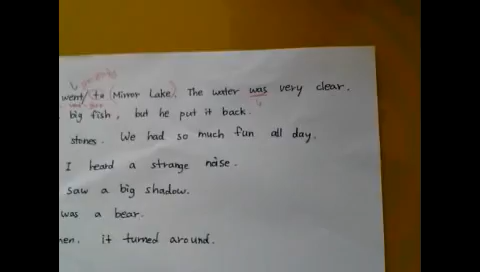 went to Mirror Lake. The water was very clear.
big fish, but he put it back.
stones. We had so much fun all day.
I heard a strange noise.
saw a big shadow.
was a bear.
hen, it turned around.